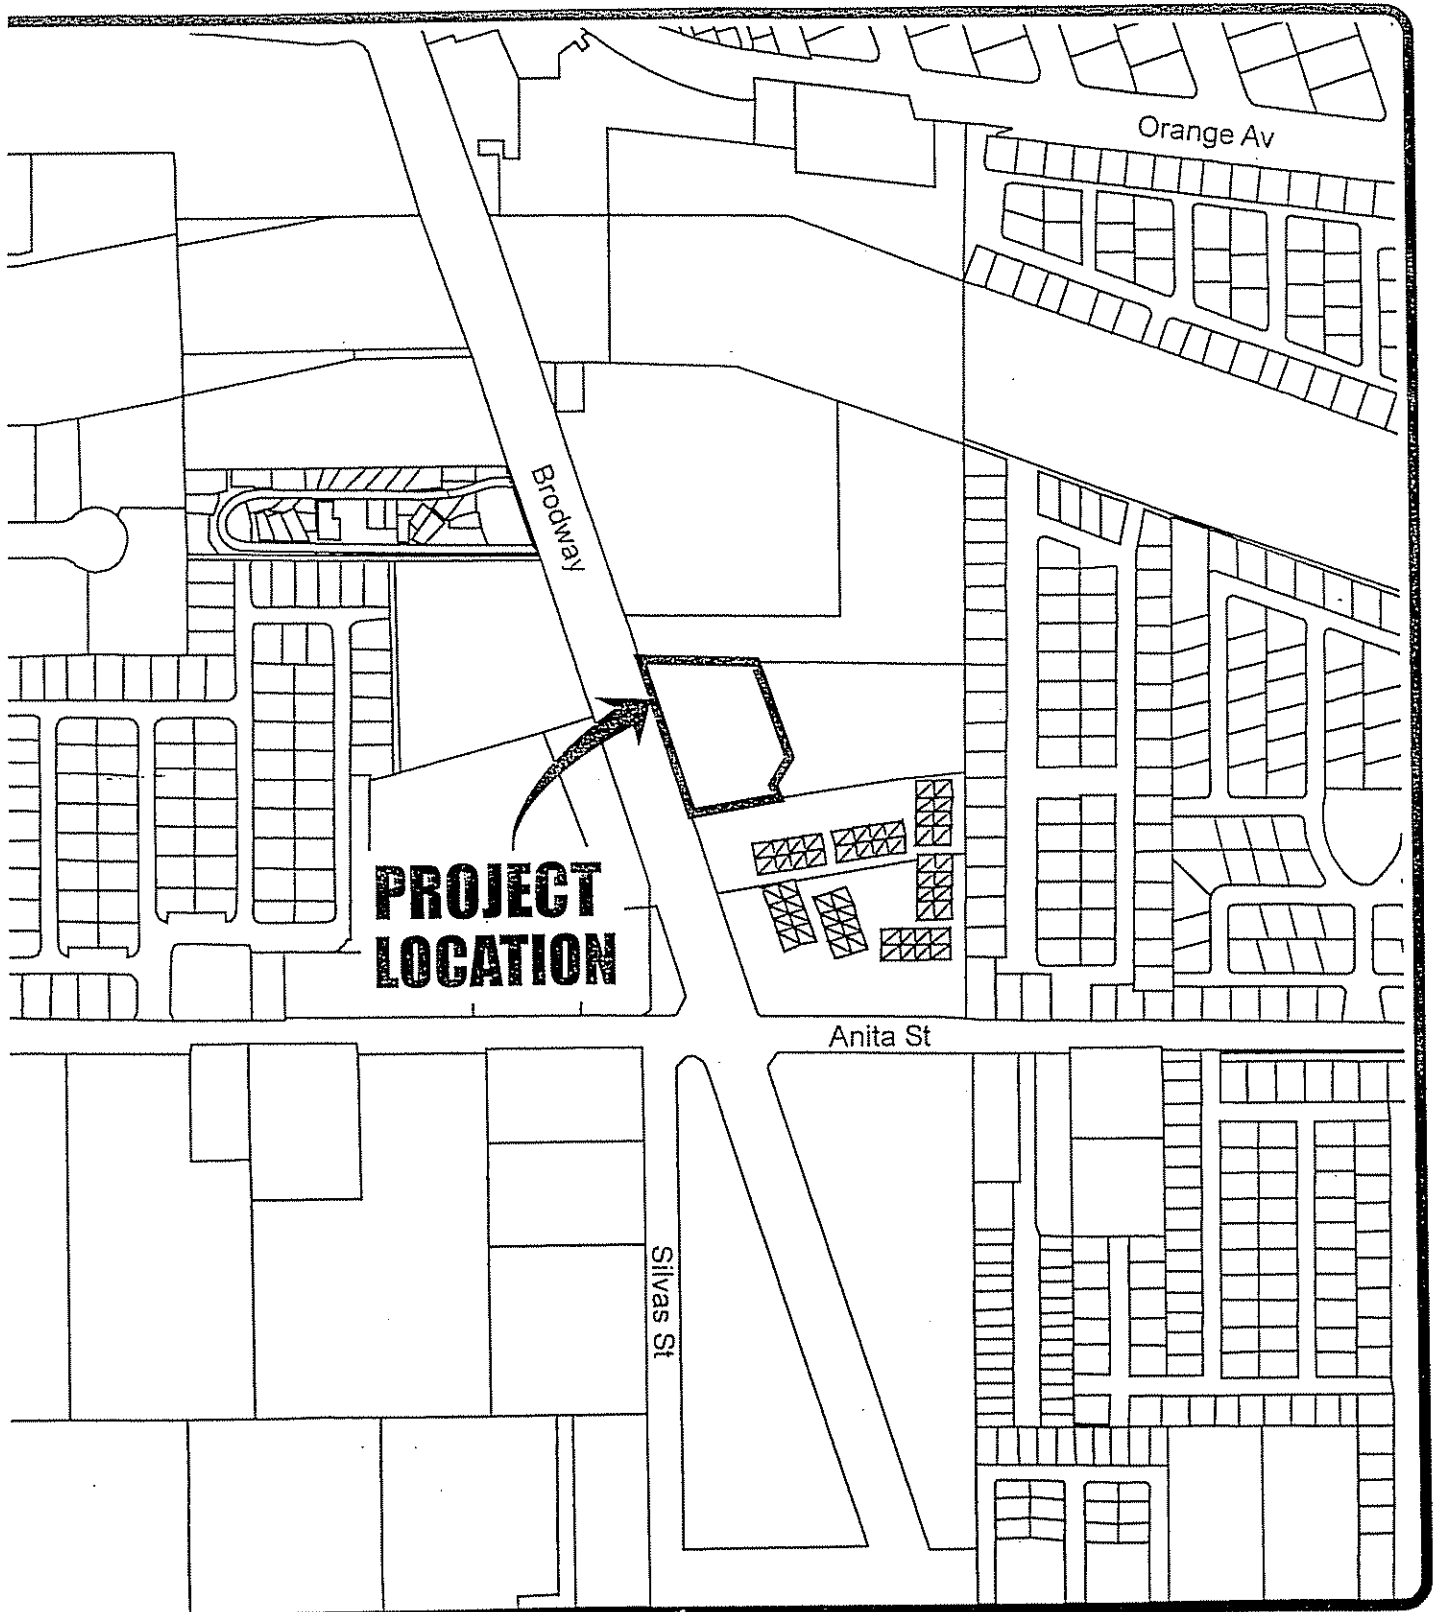 Orange Av
Brodway
PROJECT
LOCATION
Anita St
Silvas St